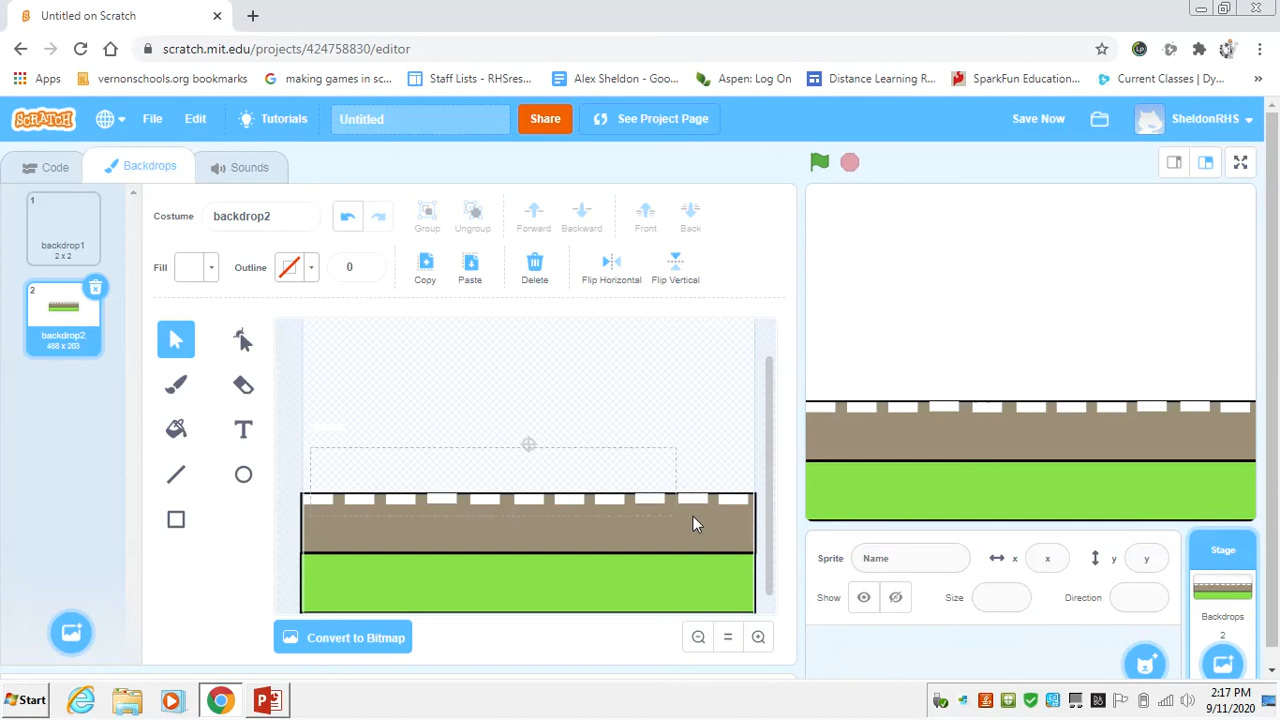 Untitled on Scratch
scratch.mit.edu/projects/424758830/editor
Apps
vernonschools.org bookmarks
making games in sc...
Staff Lists - RHSres...
Alex Sheldon - Goo...
Aspen: Log On
Distance Learning R...
SparkFun Education...
Current Classes | Dy...
SCRATCH
File
Edit
Tutorials
Untitled
Share
See Project Page
Save Now
SheldonRHS
Code
Backdrops
Sounds
1
backdrop1
2 x 2
2
backdrop2
488 x 203
Costume
backdrop2
Group
Ungroup
Forward
Backward
Front
Back
Fill
Outline
0
Copy
Paste
Delete
Flip Horizontal
Flip Vertical
T
Convert to Bitmap
Sprite
Name
x
x
y
y
Show
Size
Direction
Stage
Backdrops
2
Start
2:17 PM
9/11/2020